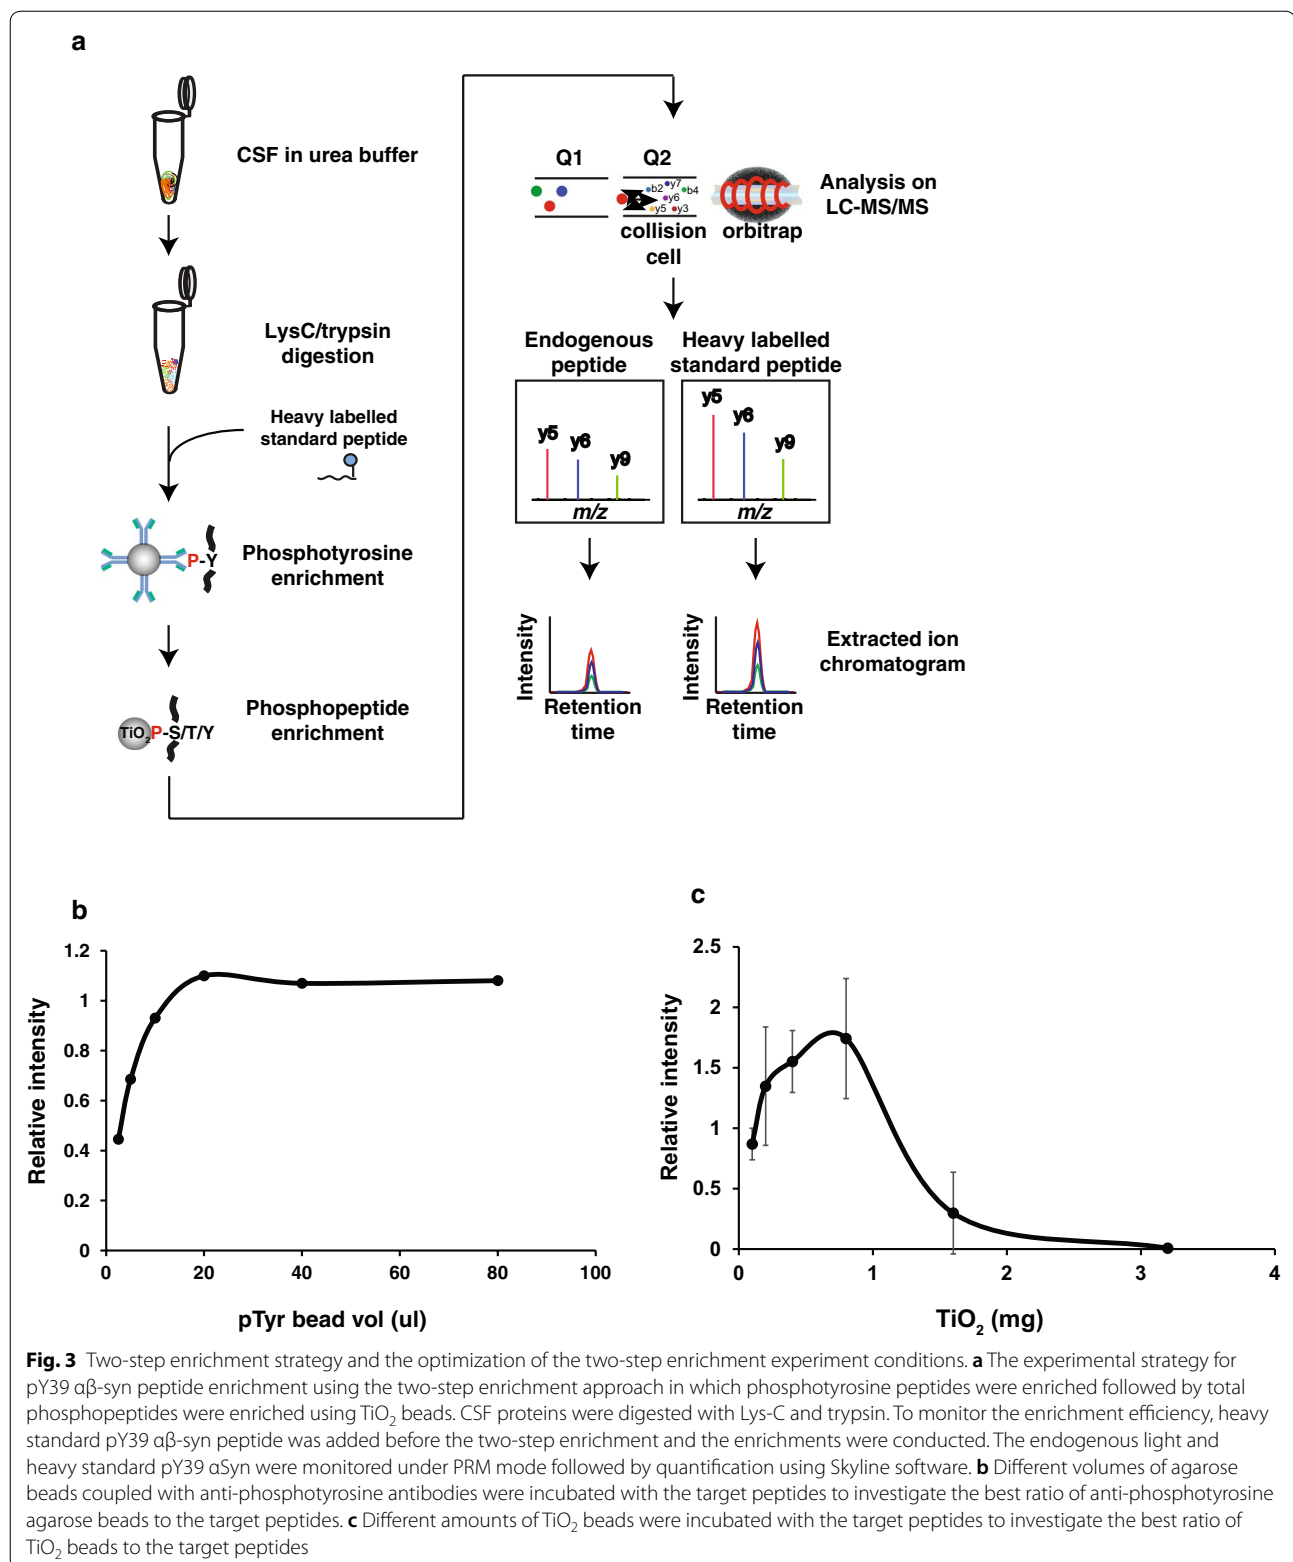 a
CSF in urea buffer
LysC/trypsin
digestion
Heavy labelled
standard peptide
P-Y
Phosphotyrosine
enrichment
TiO2 P-S/T/Y
Phosphopeptide
enrichment
Q1
Q2
b2
y7
b4
y6
y5
y3
collision
cell
orbitrap
Analysis on
LC-MS/MS
Endogenous
peptide
y5
y6
y9
m/z
Heavy labelled
standard peptide
y5
y6
y9
m/z
Intensity
Retention
time
Intensity
Retention
time
Extracted ion
chromatogram
b
Relative intensity
1.2
1
0.8
0.6
0.4
0.2
0
0 20 40 60 80 100
pTyr bead vol (ul)
c
Relative intensity
2.5
2
1.5
1
0.5
0
0 1 2 3 4
TiO2 (mg)
Fig. 3 Two-step enrichment strategy and the optimization of the two-step enrichment experiment conditions. a The experimental strategy for
pY39 αβ-syn peptide enrichment using the two-step enrichment approach in which phosphotyrosine peptides were enriched followed by total
phosphopeptides were enriched using TiO2 beads. CSF proteins were digested with Lys-C and trypsin. To monitor the enrichment efficiency, heavy
standard pY39 αβ-syn peptide was added before the two-step enrichment and the enrichments were conducted. The endogenous light and
heavy standard pY39 αSyn were monitored under PRM mode followed by quantification using Skyline software. b Different volumes of agarose
beads coupled with anti-phosphotyrosine antibodies were incubated with the target peptides to investigate the best ratio of anti-phosphotyrosine
agarose beads to the target peptides. c Different amounts of TiO2 beads were incubated with the target peptides to investigate the best ratio of
TiO2 beads to the target peptides